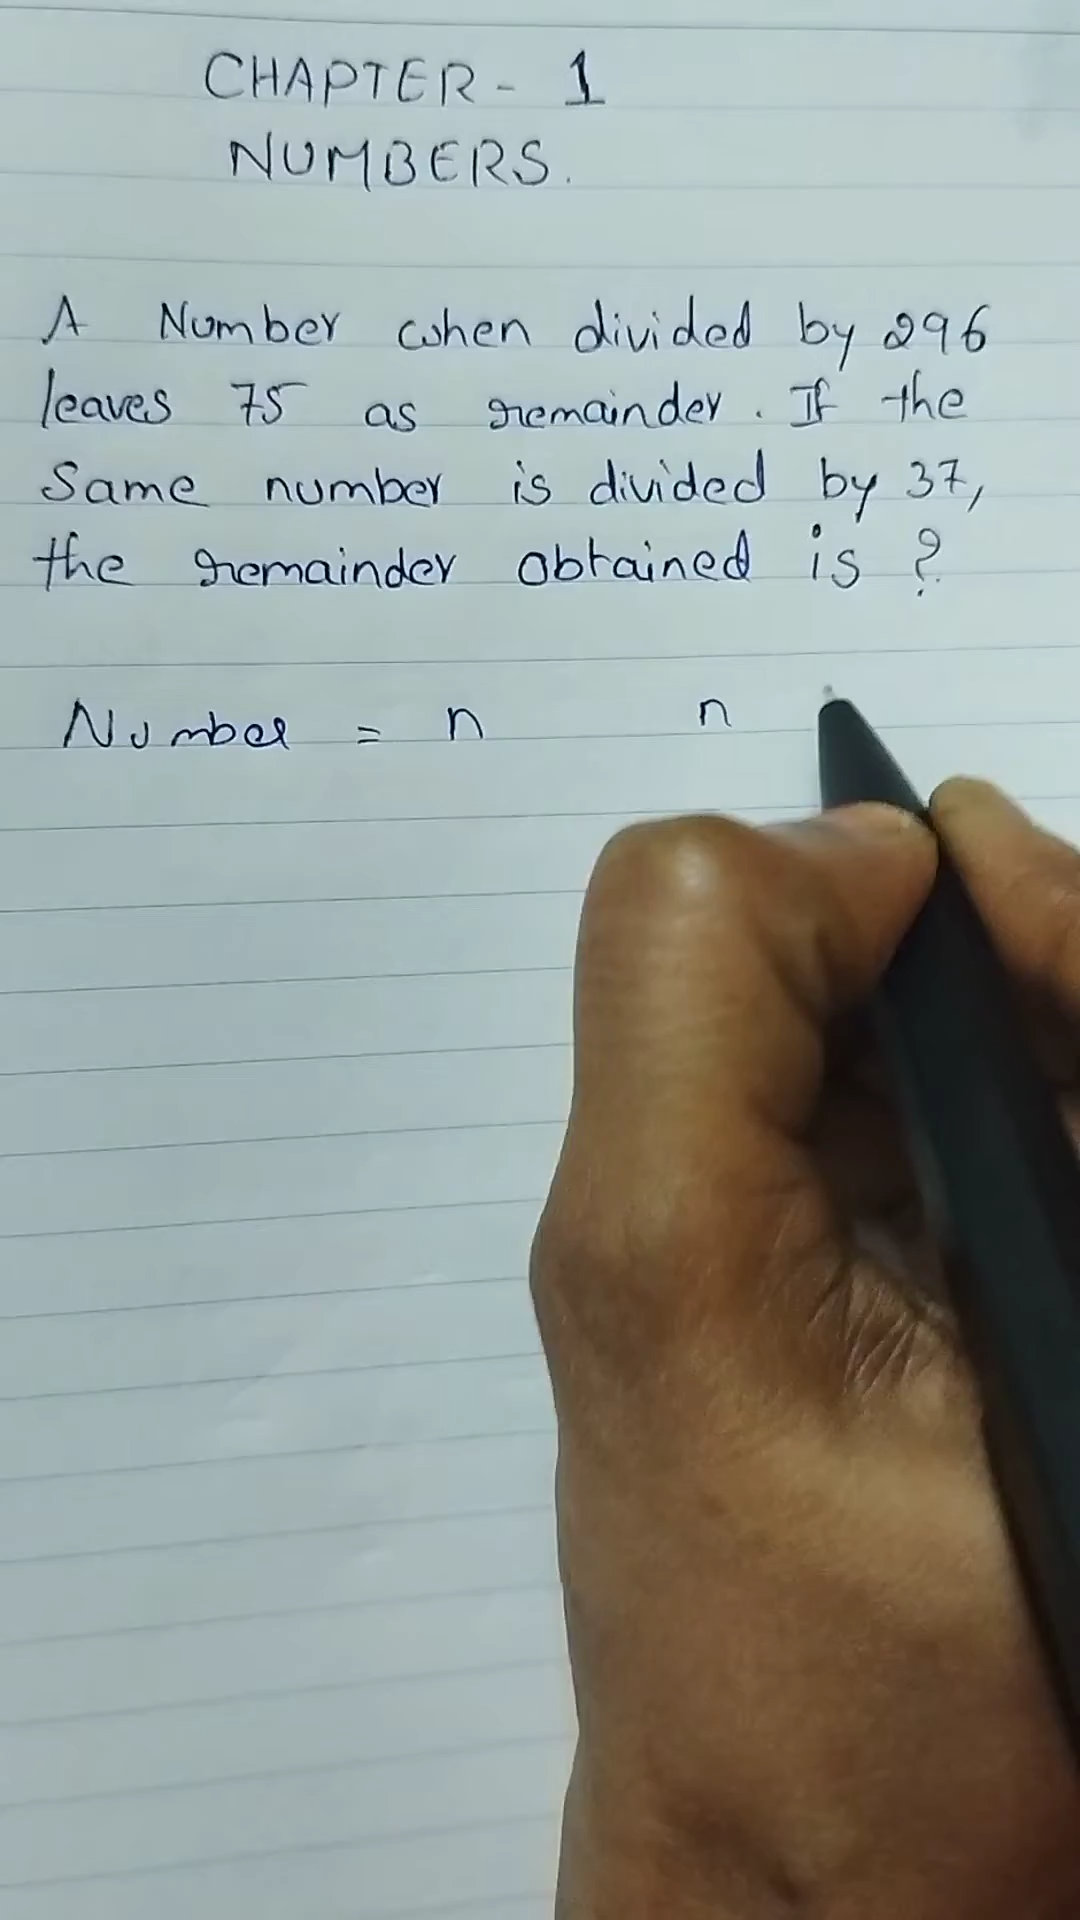 CHAPTER - 1
NUMBERS.
A Number when divided by 296
leaves 75 as remainder. If the
Same number is divided by 37,
the remainder obtained is ?
Number = n n